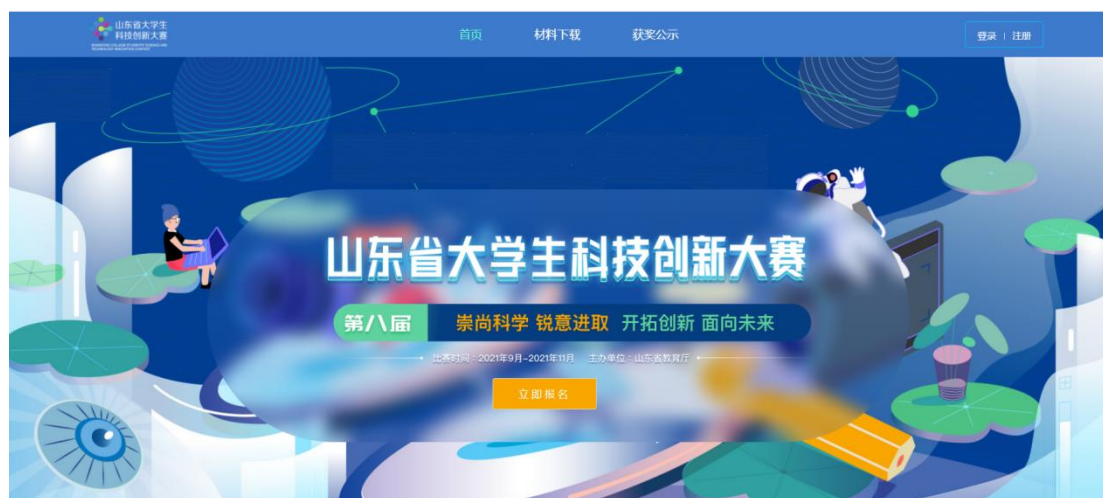 山东省大学生
科技创新大赛
首页 材料下载 获奖公示
登录 | 注册
山东省大学生科技创新大赛
第八届 崇尚科学 锐意进取 开拓创新 面向未来
比赛时间：2021年9月-2021年11月 主办单位：山东省教育厅
立即报名